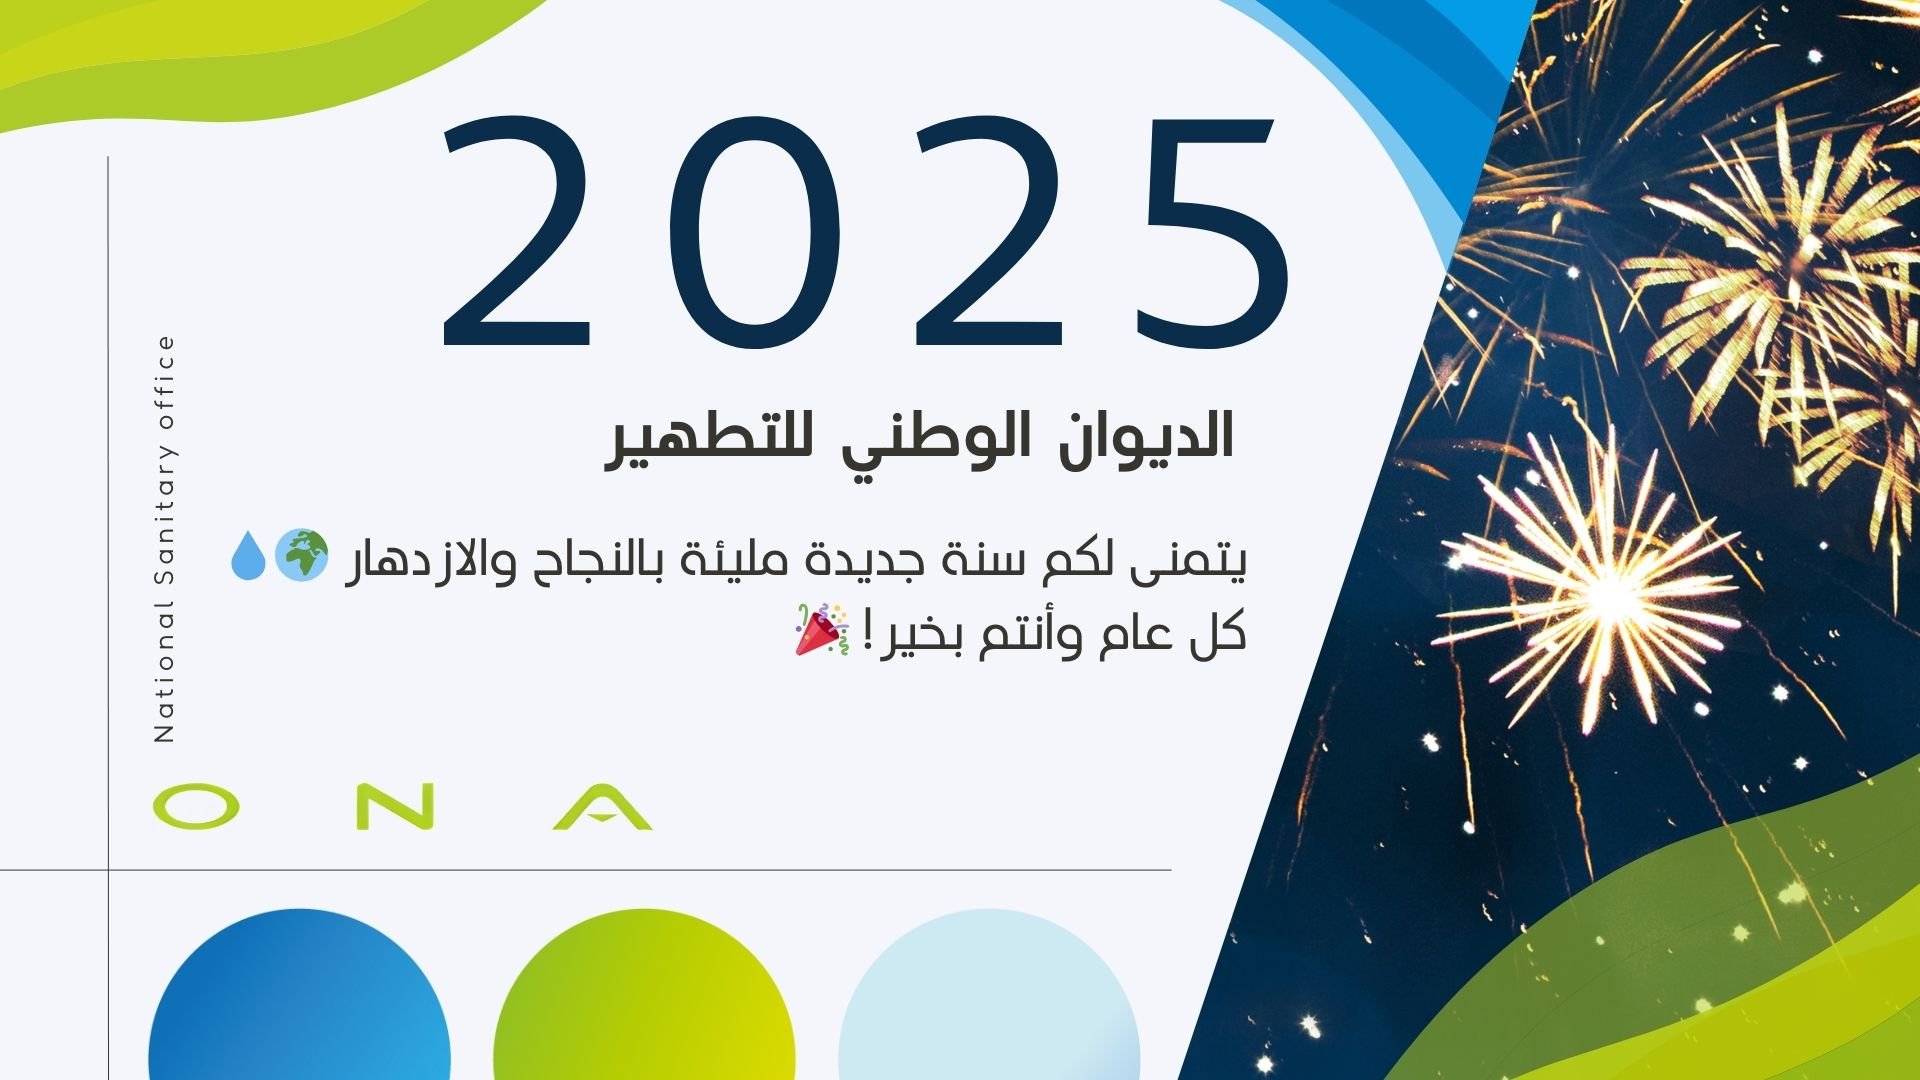 2025
الديوان الوطني للتطهير
يتمنى لكم سنة جديدة مليئة بالنجاح والازدهار 🌍💧
كل عام وأنتم بخير! 🎉
National Sanitary office
ONA